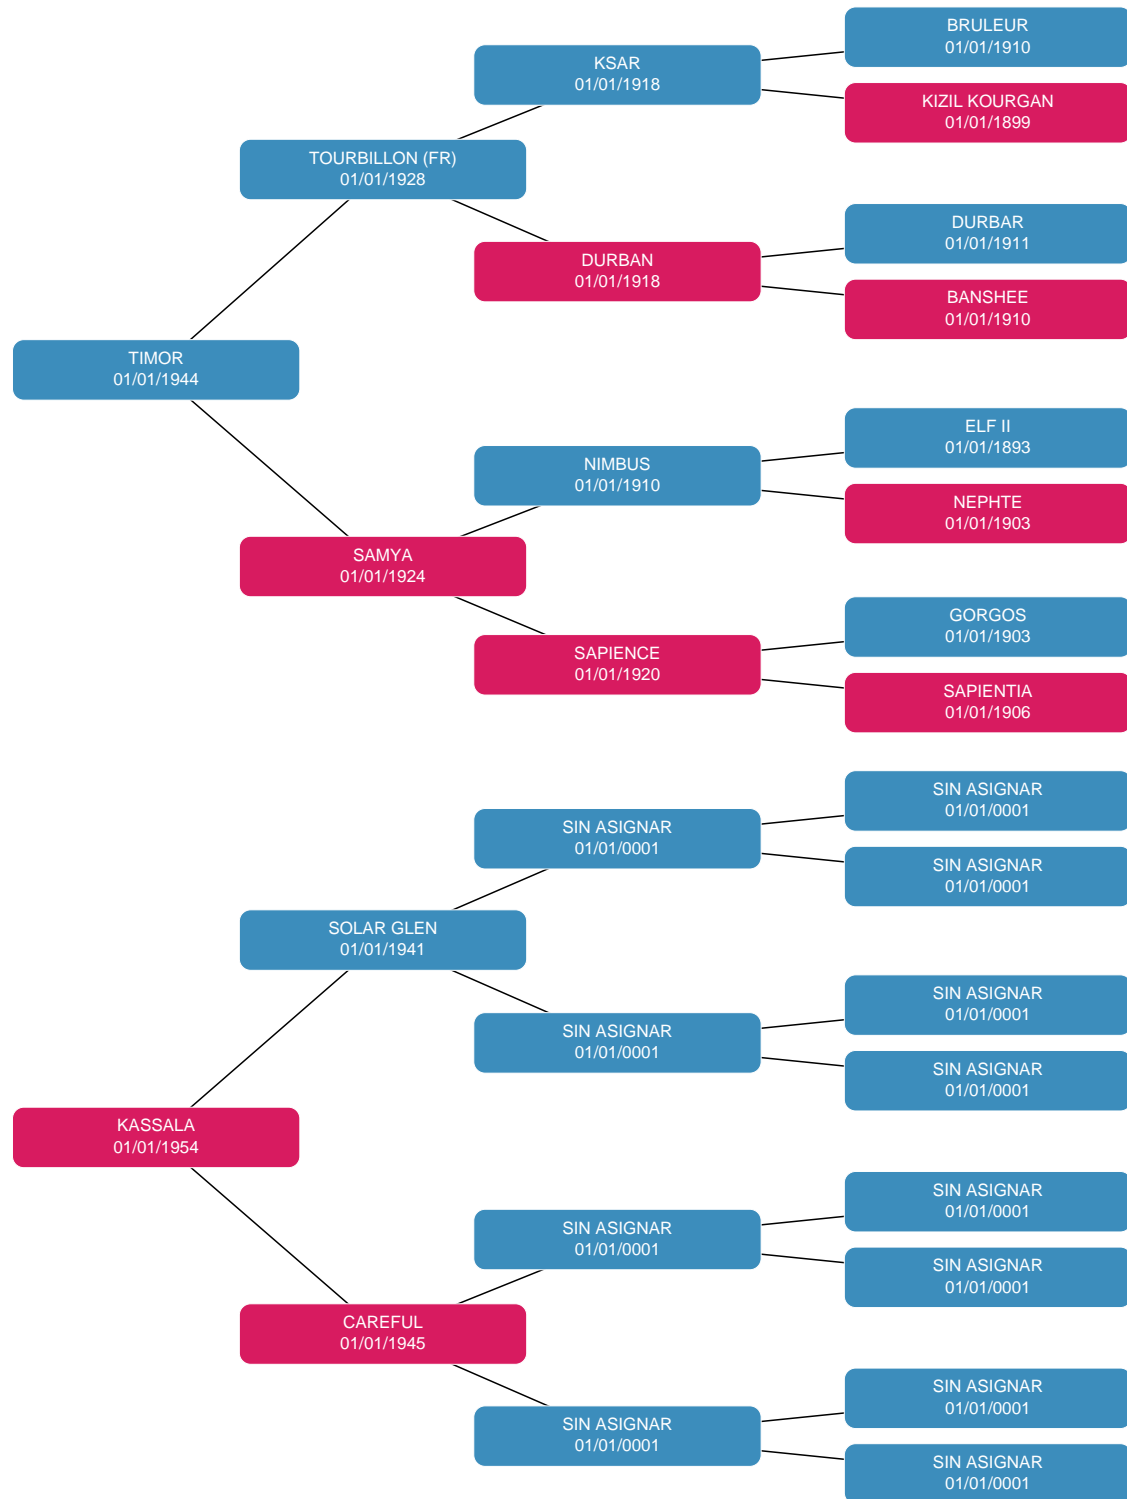 BRULEUR
01/01/1910
KSAR
01/01/1918
KIZIL KOURGAN
01/01/1899
TOURBILLON (FR)
01/01/1928
DURBAR
01/01/1911
DURBAN
01/01/1918
BANSHEE
01/01/1910
TIMOR
01/01/1944
ELF II
01/01/1893
NIMBUS
01/01/1910
NEPHTE
01/01/1903
SAMYA
01/01/1924
GORGOS
01/01/1903
SAPIENCE
01/01/1920
SAPIENTIA
01/01/1906
SIN ASIGNAR
01/01/0001
SIN ASIGNAR
01/01/0001
SIN ASIGNAR
01/01/0001
SOLAR GLEN
01/01/1941
SIN ASIGNAR
01/01/0001
SIN ASIGNAR
01/01/0001
SIN ASIGNAR
01/01/0001
KASSALA
01/01/1954
SIN ASIGNAR
01/01/0001
SIN ASIGNAR
01/01/0001
SIN ASIGNAR
01/01/0001
CAREFUL
01/01/1945
SIN ASIGNAR
01/01/0001
SIN ASIGNAR
01/01/0001
SIN ASIGNAR
01/01/0001